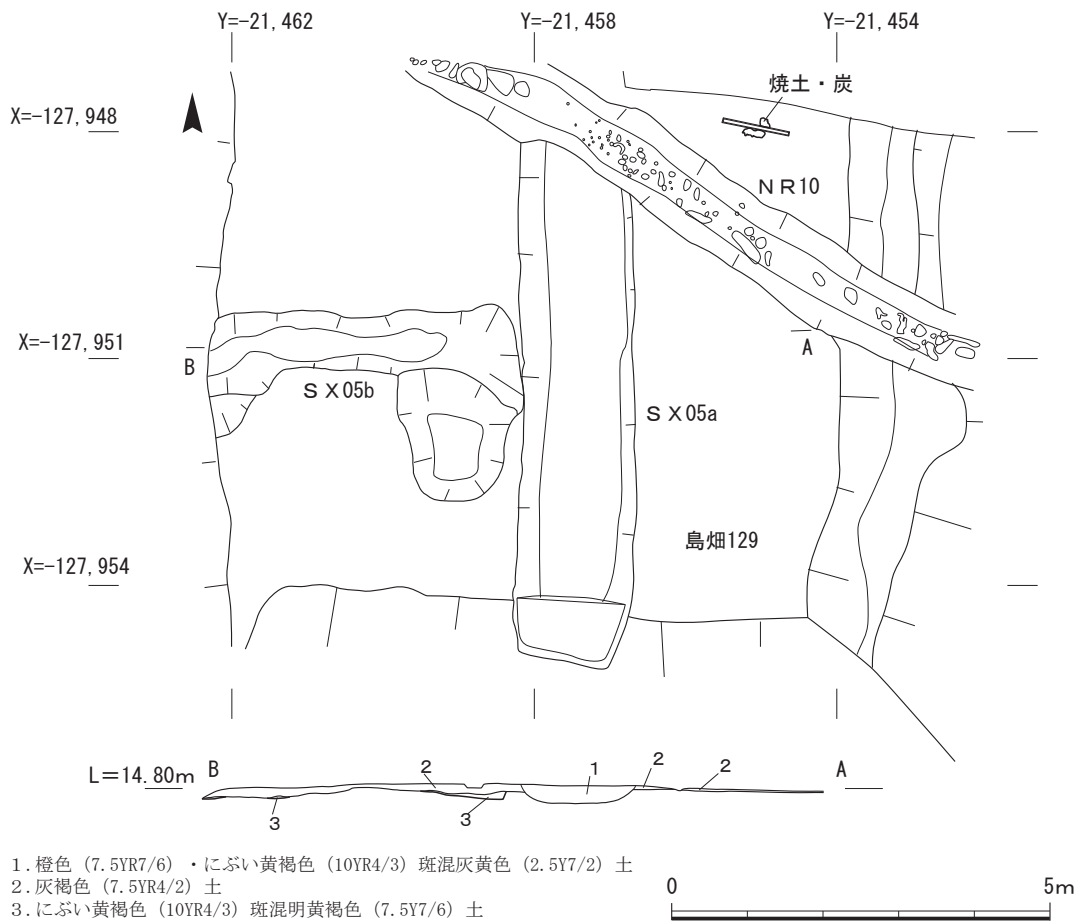 Y=-21,462
Y=-21,458
Y=-21,454
焼土・炭
X=-127,948
NR10
X=-127,951
B
A
SX05b
SX05a
島畑129
X=-127,954
L=14.80m
B
2
1
2
2
A
3
3
1.橙色（7.5YR7/6）・にぶい黄褐色（10YR4/3）斑混灰黄色（2.5Y7/2）土
2.灰褐色（7.5YR4/2）土
3.にぶい黄褐色（10YR4/3）斑混明黄褐色（7.5Y7/6）土
0
5m